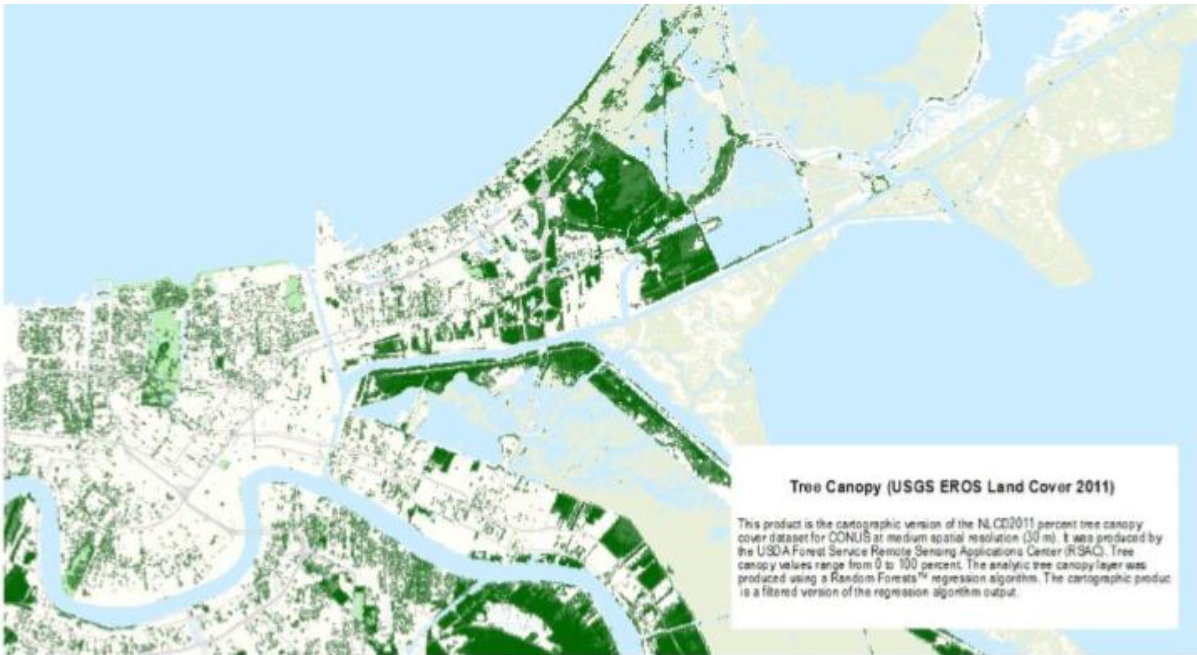 Tree Canopy (USGS EROS Land Cover 2011)
This product is the cartographic version of the NLCD2011 percent tree canopy
cover dataset for CONUS at medium spatial resolution (30 m). It was produced by
the USDA Forest Service Remote Sensing Applications Center (RSAC). Tree
canopy values range from 0 to 100 percent. The analytic tree canopy layer was
produced using a Random Forests™ regression algorithm. The cartographic produc
is a filtered version of the regression algorithm output.